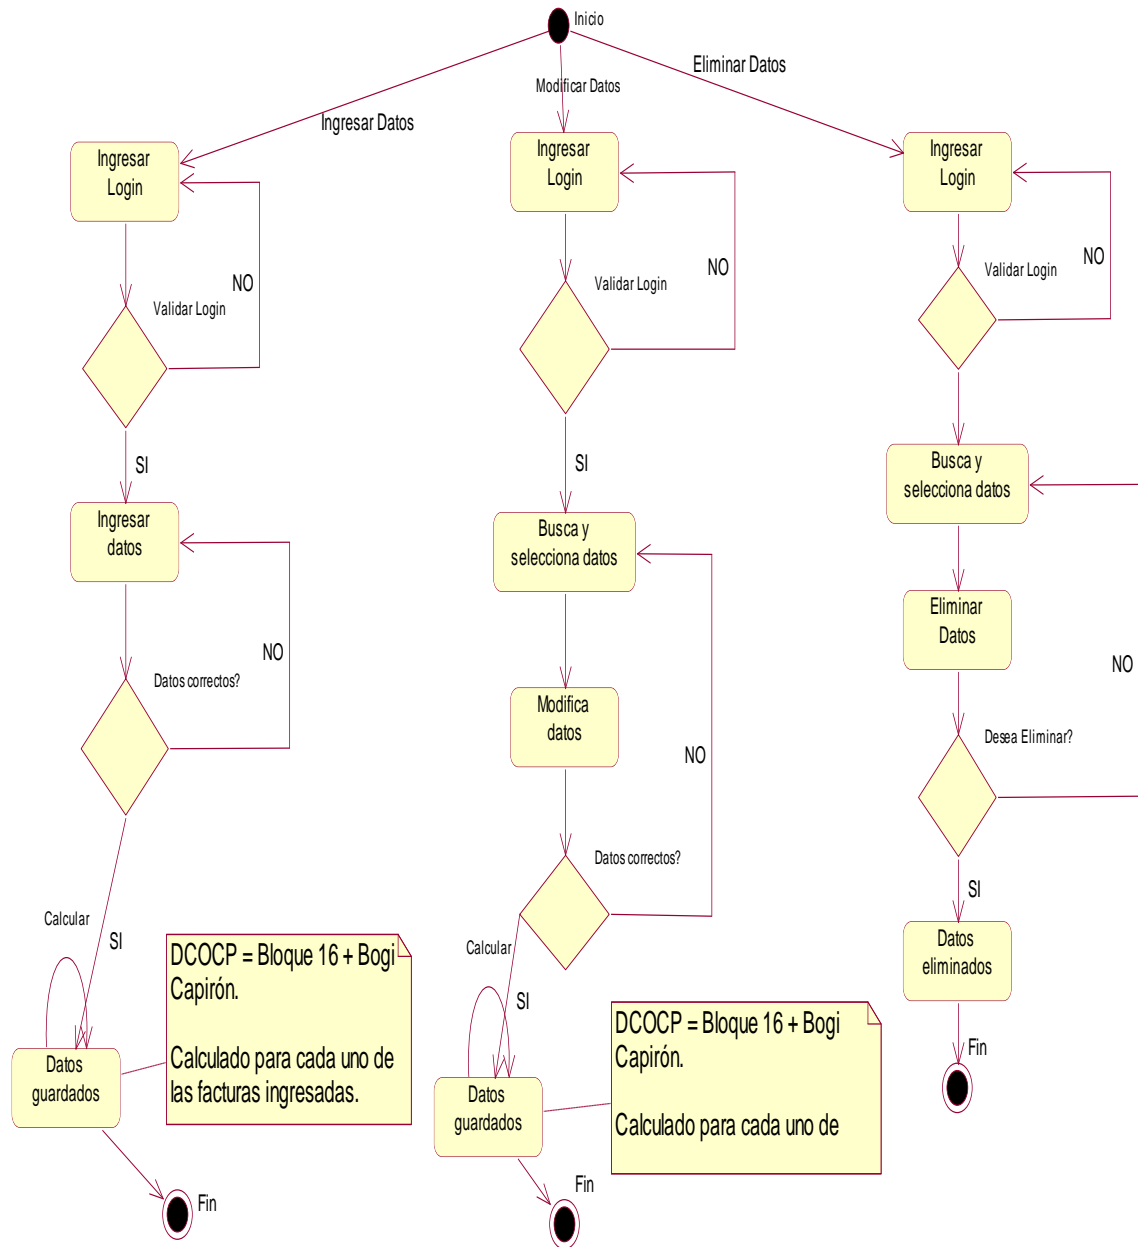 Inicio
Ingresar Datos
Modificar Datos
Eliminar Datos
Ingresar
Login
NO
Validar Login
SI
Ingresar
datos
NO
Datos correctos?
Calcular
SI
Datos
guardados
DCOCP = Bloque 16 + Bogi
Capirón.
Calculado para cada uno de
las facturas ingresadas.
Fin
Ingresar
Login
NO
Validar Login
SI
Busca y
selecciona datos
Modifica
datos
NO
Datos correctos?
Calcular
SI
Datos
guardados
DCOCP = Bloque 16 + Bogi
Capirón.
Calculado para cada uno de
Fin
Ingresar
Login
NO
Validar Login
Busca y
selecciona datos
Eliminar
Datos
NO
Desea Eliminar?
SI
Datos
eliminados
Fin